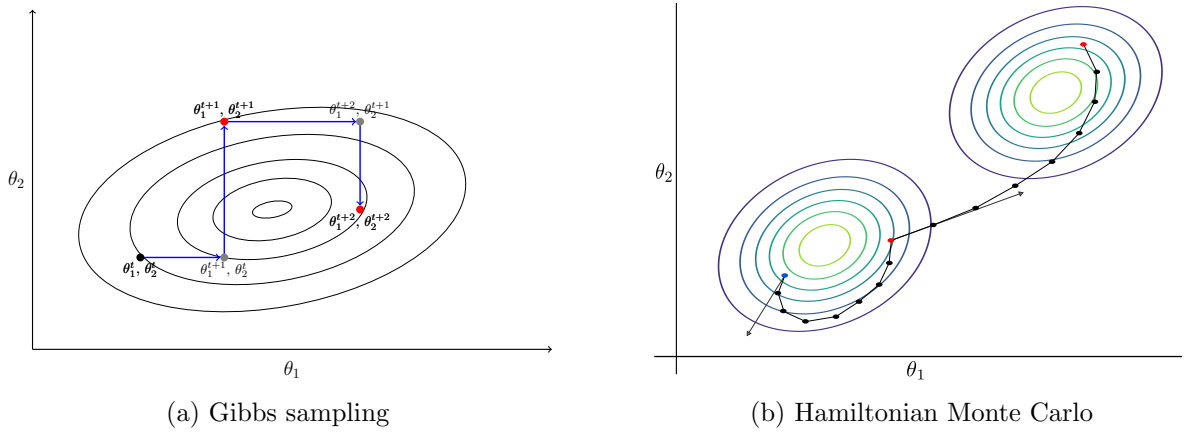 θ₁ᵗ⁺¹, θ₂ᵗ⁺¹
θ₁ᵗ⁺², θ₂ᵗ⁺¹
θ₂
θ₁ᵗ⁺², θ₂ᵗ⁺²
θ₁ᵗ, θ₂ᵗ
θ₁ᵗ⁺¹, θ₂ᵗ
θ₁
(a) Gibbs sampling
θ₂
θ₁
(b) Hamiltonian Monte Carlo